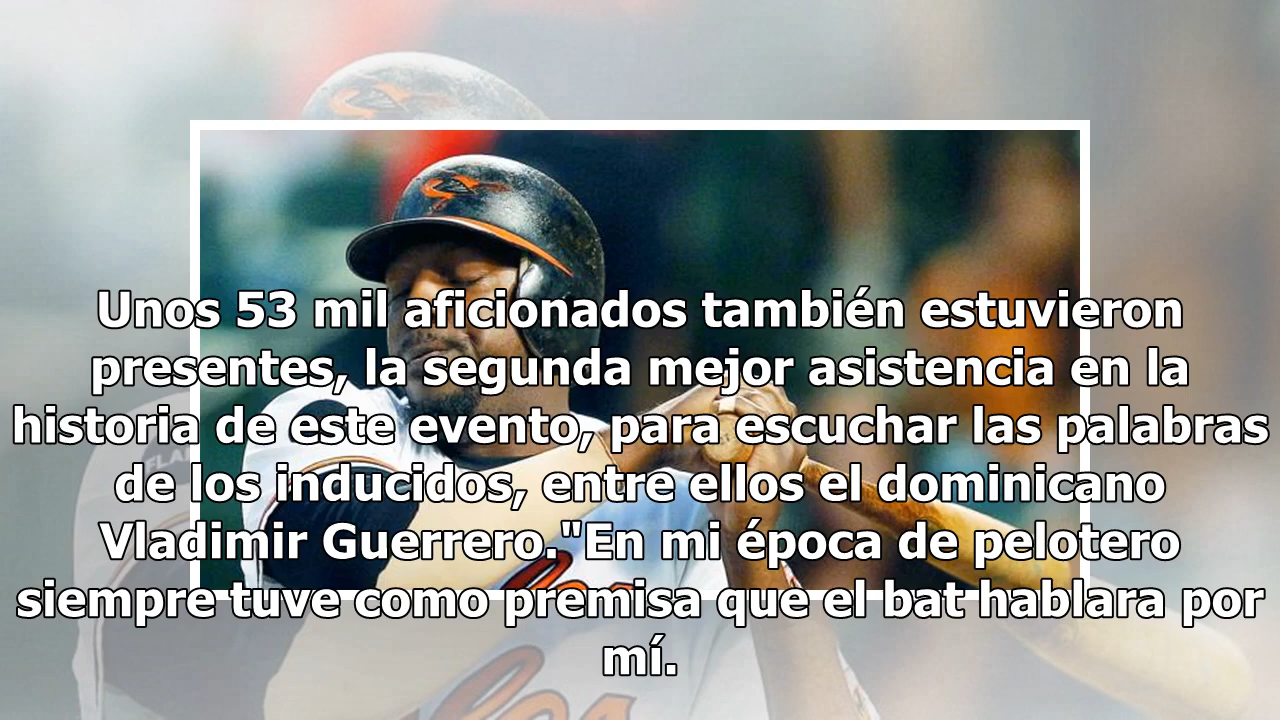 Unos 53 mil aficionados también estuvieron
presentes, la segunda mejor asistencia en la
historia de este evento, para escuchar las palabras
de los inducidos, entre ellos el dominicano
Vladimir Guerrero."En mi época de pelotero
siempre tuve como premisa que el bat hablara por
mí.